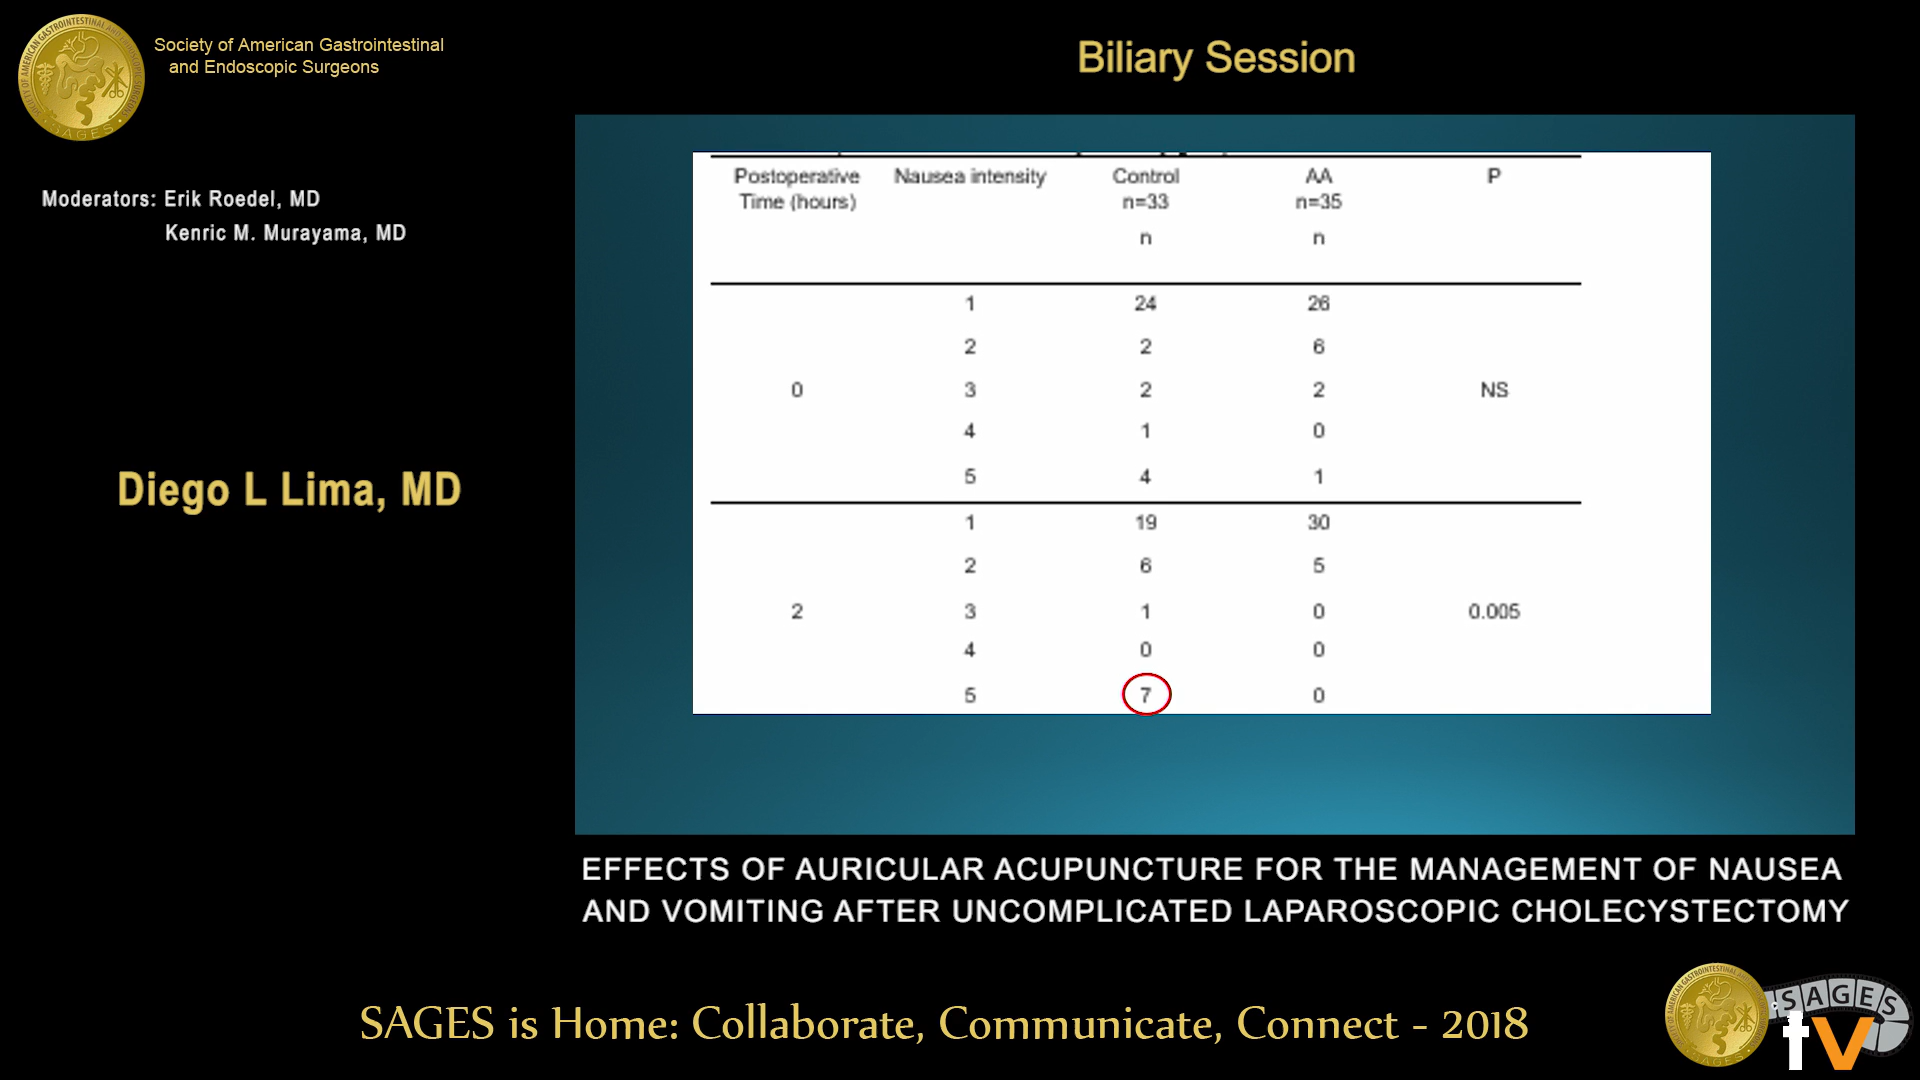 Society of American Gastrointestinal
and Endoscopic Surgeons
SAGES
Biliary Session
Moderators: Erik Roedel, MD
Kenric M. Murayama, MD
Diego L Lima, MD
Postoperative Nausea intensity Control AA P
Time (hours) n=33 n=35
n n
1 24 26
2 2 6
0 3 2 2 NS
4 1 0
5 4 1
1 19 30
2 6 5
2 3 1 0 0.005
4 0 0
5 7 0
EFFECTS OF AURICULAR ACUPUNCTURE FOR THE MANAGEMENT OF NAUSEA
AND VOMITING AFTER UNCOMPLICATED LAPAROSCOPIC CHOLECYSTECTOMY
SAGES is Home: Collaborate, Communicate, Connect - 2018
SAGES
tv